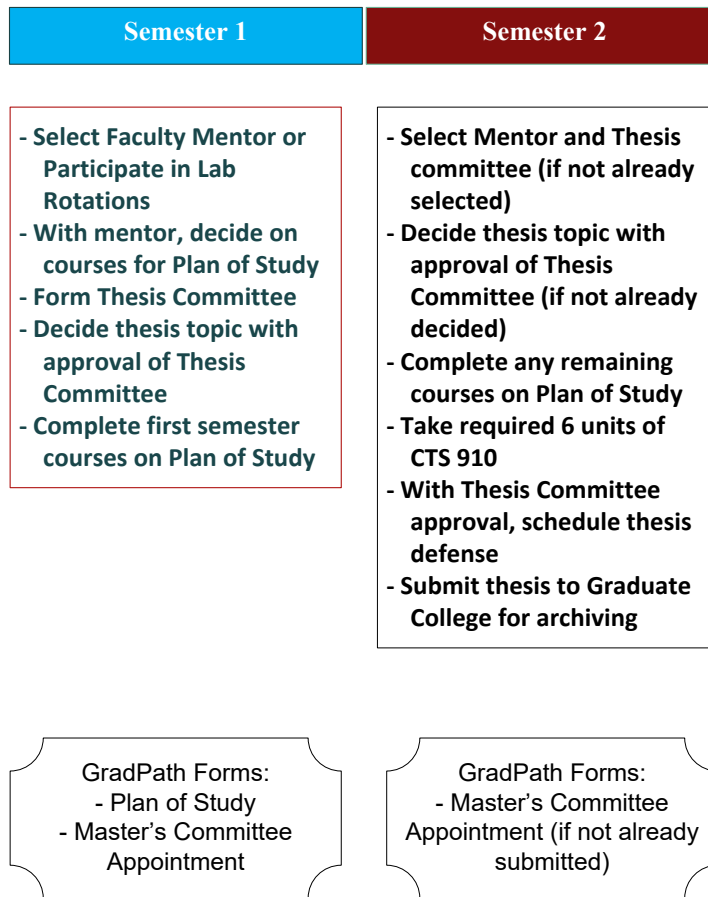 Semester 1
Semester 2
- Select Faculty Mentor or
Participate in Lab
Rotations
- With mentor, decide on
courses for Plan of Study
- Form Thesis Committee
- Decide thesis topic with
approval of Thesis
Committee
- Complete first semester
courses on Plan of Study
- Select Mentor and Thesis
committee (if not already
selected)
- Decide thesis topic with
approval of Thesis
Committee (if not already
decided)
- Complete any remaining
courses on Plan of Study
- Take required 6 units of
CTS 910
- With Thesis Committee
approval, schedule thesis
defense
- Submit thesis to Graduate
College for archiving
GradPath Forms:
- Plan of Study
- Master’s Committee
Appointment
GradPath Forms:
- Master’s Committee
Appointment (if not already
submitted)